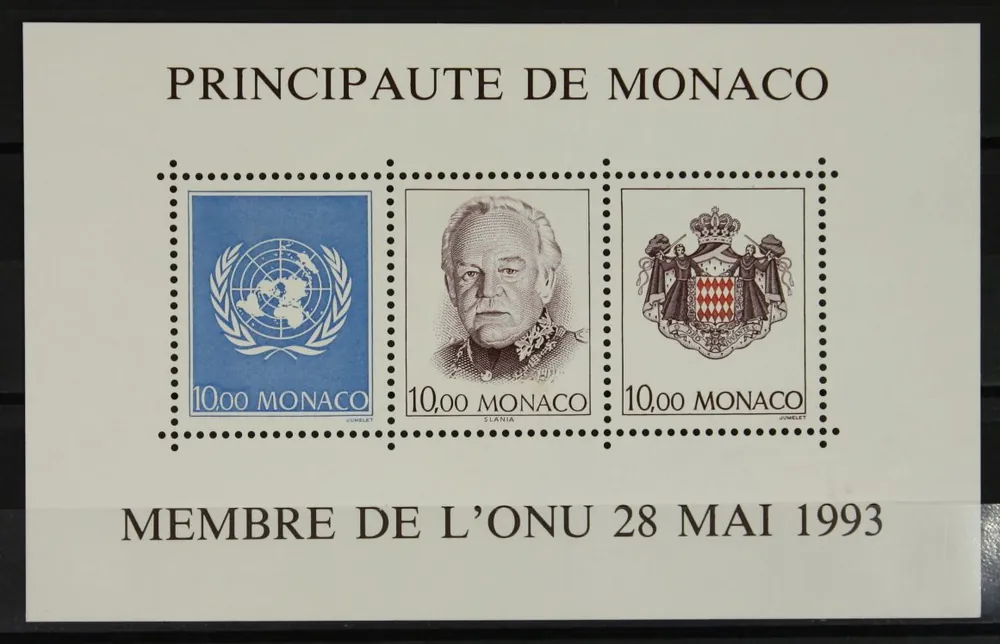 PRINCIPAUTE DE MONACO
10,00 MONACO
JUMELET
10,00 MONACO
SLANIA
10,00 MONACO
JUMELET
MEMBRE DE L'ONU 28 MAI 1993